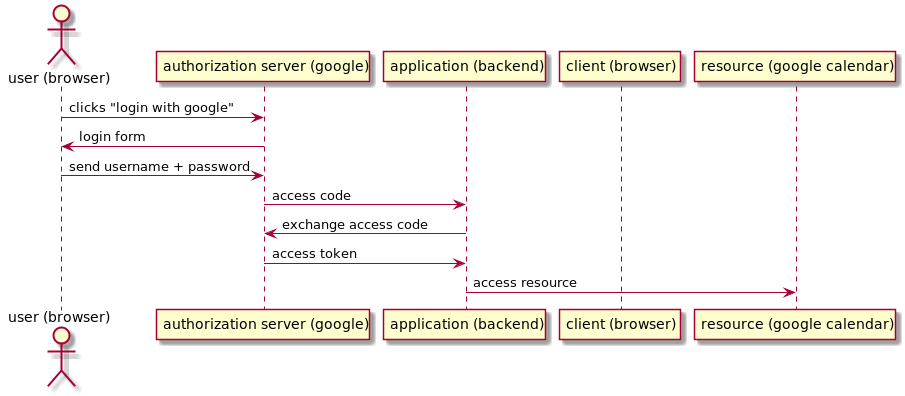 user (browser)
authorization server (google)
application (backend)
client (browser)
resource (google calendar)
clicks "login with google"
login form
send username + password
access code
exchange access code
access token
access resource
user (browser)
authorization server (google)
application (backend)
client (browser)
resource (google calendar)